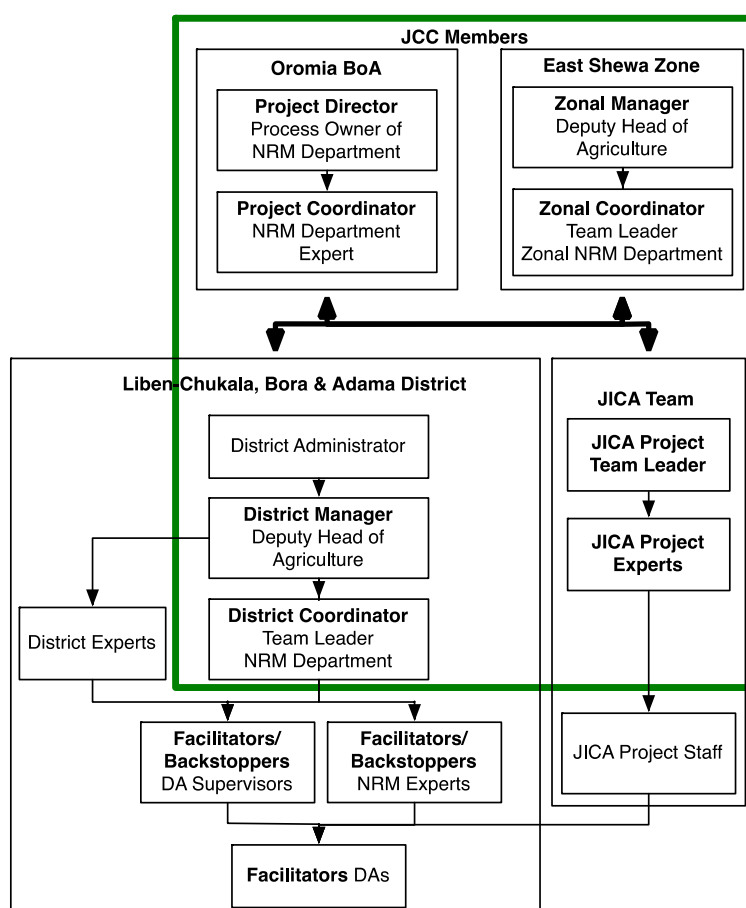 JCC Members
Oromia BoA
Project Director
Process Owner of
NRM Department
Project Coordinator
NRM Department
Expert
East Shewa Zone
Zonal Manager
Deputy Head of
Agriculture
Zonal Coordinator
Team Leader
Zonal NRM Department
Liben-Chukala, Bora & Adama District
District Administrator
District Manager
Deputy Head of
Agriculture
District Experts
District Coordinator
Team Leader
NRM Department
Facilitators/
Backstoppers
DA Supervisors
Facilitators/
Backstoppers
NRM Experts
Facilitators DAs
JICA Team
JICA Project
Team Leader
JICA Project
Experts
JICA Project Staff